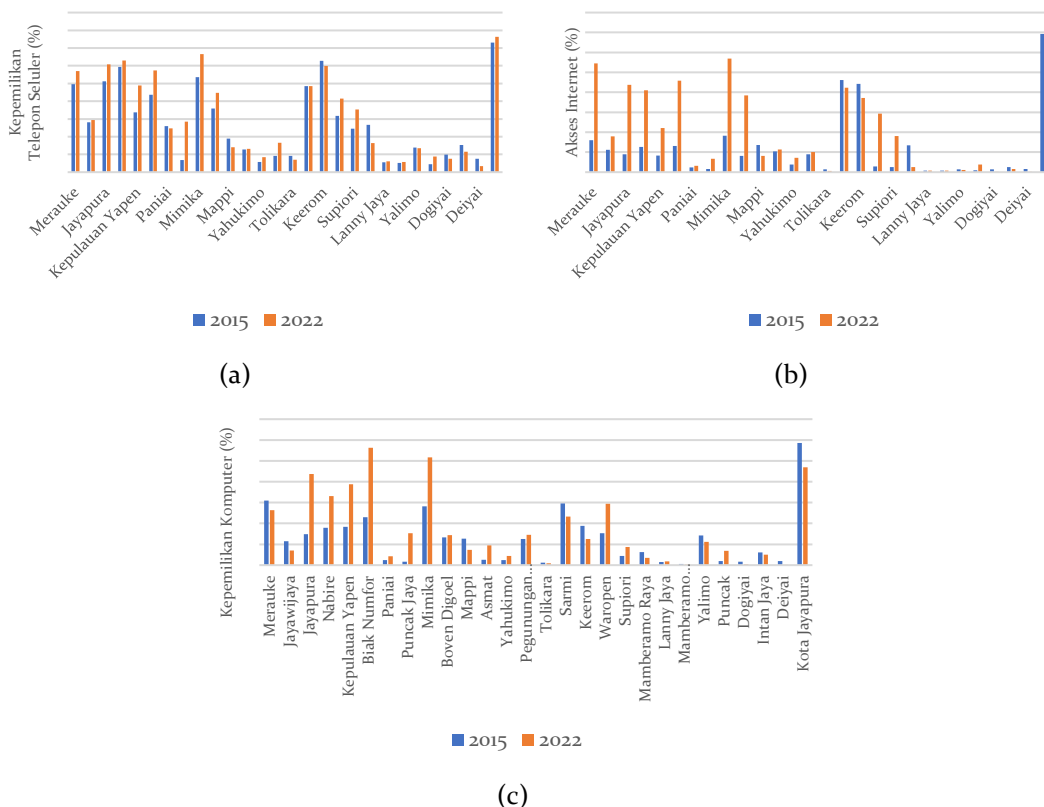 Kepemilikan
Telepon Seluler (%)
Merauke
Jayapura
Kepulauan Yapen
Paniai
Mimika
Mappi
Yahukimo
Tolikara
Keerom
Supiori
Lanny Jaya
Yalimo
Dogiyai
Deiyai
2015
2022
(a)
Akses Internet (%)
Merauke
Jayapura
Kepulauan Yapen
Paniai
Mimika
Mappi
Yahukimo
Tolikara
Keerom
Supiori
Lanny Jaya
Yalimo
Dogiyai
Deiyai
2015
2022
(b)
Kepemilikan Komputer (%)
Merauke
Jayawijaya
Jayapura
Nabire
Kepulauan Yapen
Biak Numfor
Paniai
Puncak Jaya
Mimika
Boven Digoel
Mappi
Asmat
Yahukimo
Pegunungan...
Tolikara
Sarmi
Keerom
Waropen
Supiori
Mamberamo Raya
Lanny Jaya
Mamberamo...
Yalimo
Puncak
Dogiyai
Intan Jaya
Deiyai
Kota Jayapura
2015
2022
(c)